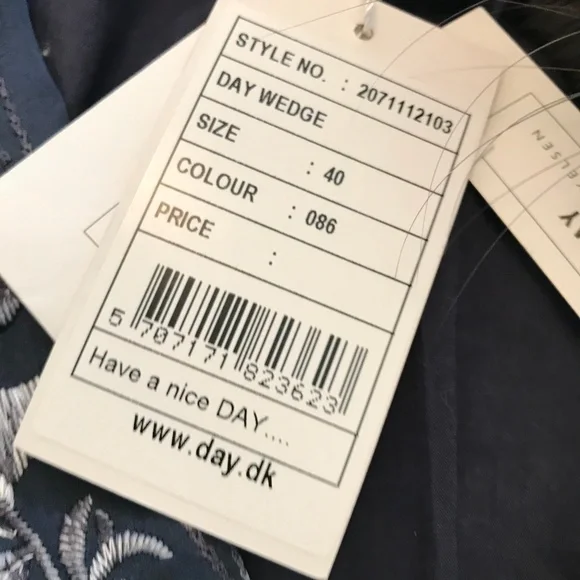 STYLE NO. : 2071112103
DAY WEDGE
SIZE : 40
COLOUR : 086
PRICE :
5 707171 823623
Have a nice DAY....
www.day.dk